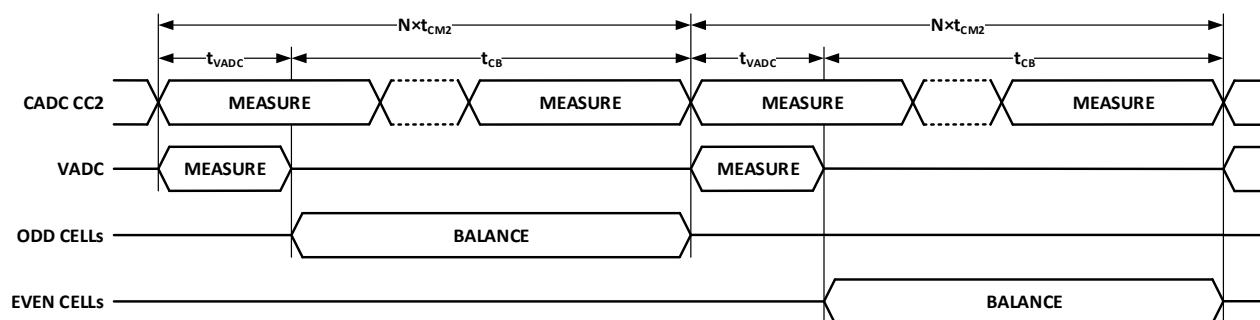 N×tCM2 N×tCM2
tVADC tCB tVADC tCB
CADC CC2 MEASURE MEASURE MEASURE MEASURE
VADC MEASURE MEASURE
ODD CELLs BALANCE
EVEN CELLs BALANCE